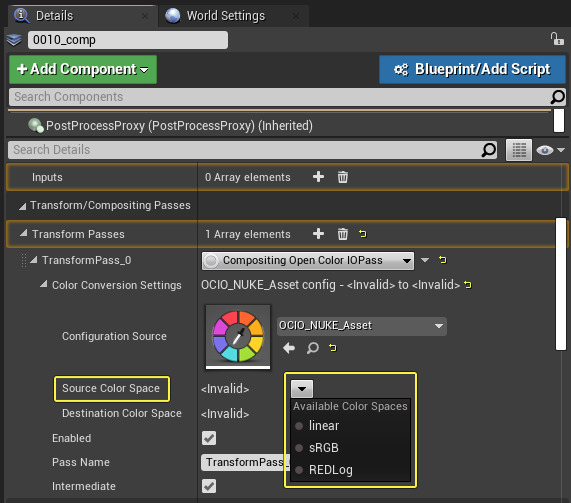 Details
World Settings
0010_comp
Add Component
Blueprint/Add Script
Search Components
PostProcessProxy (PostProcessProxy) (Inherited)
Search Details
Inputs 0 Array elements
Transform/Compositing Passes
Transform Passes 1 Array elements
TransformPass_0 Compositing Open Color IOPass
Color Conversion Settings OCIO_NUKE_Asset config - <Invalid> to <Invalid>
Configuration Source OCIO_NUKE_Asset
Source Color Space <Invalid>
Available Color Spaces
Destination Color Space <Invalid>
linear
Enabled
sRGB
Pass Name TransformPass_
REDLog
Intermediate